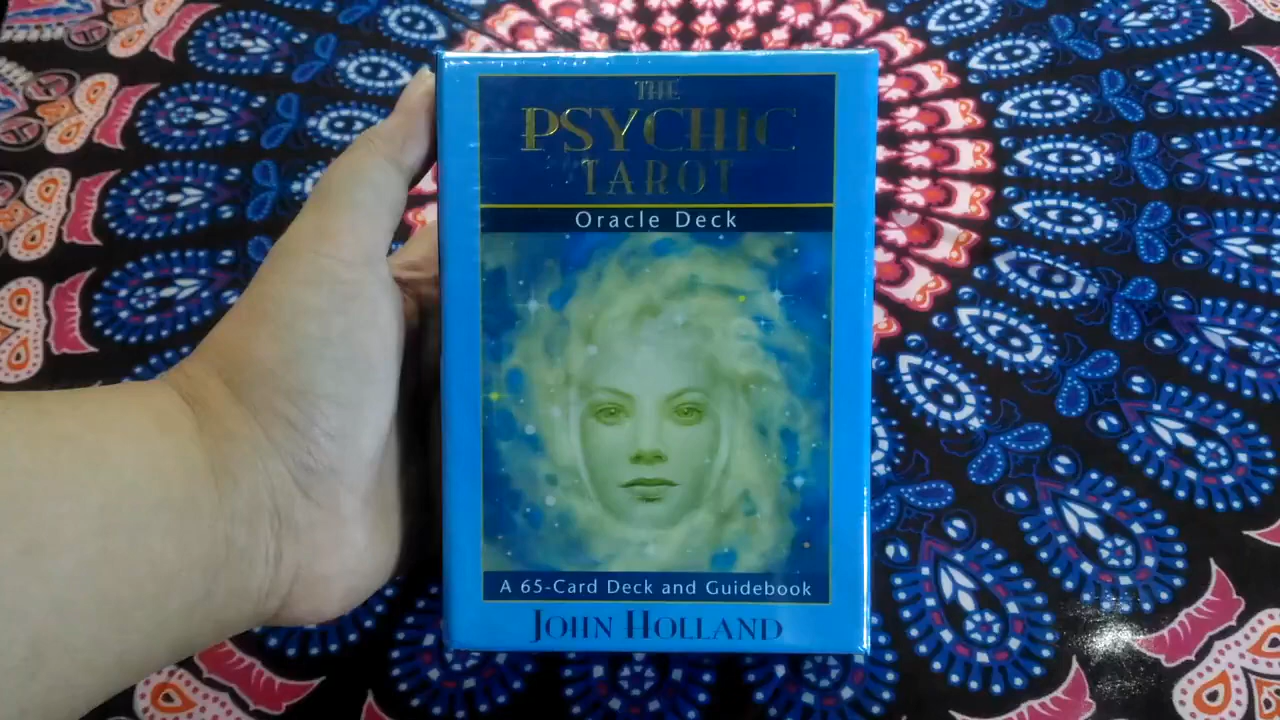 THE
PSYCHIC
TAROT
Oracle Deck
A 65-Card Deck and Guidebook
JOHN HOLLAND